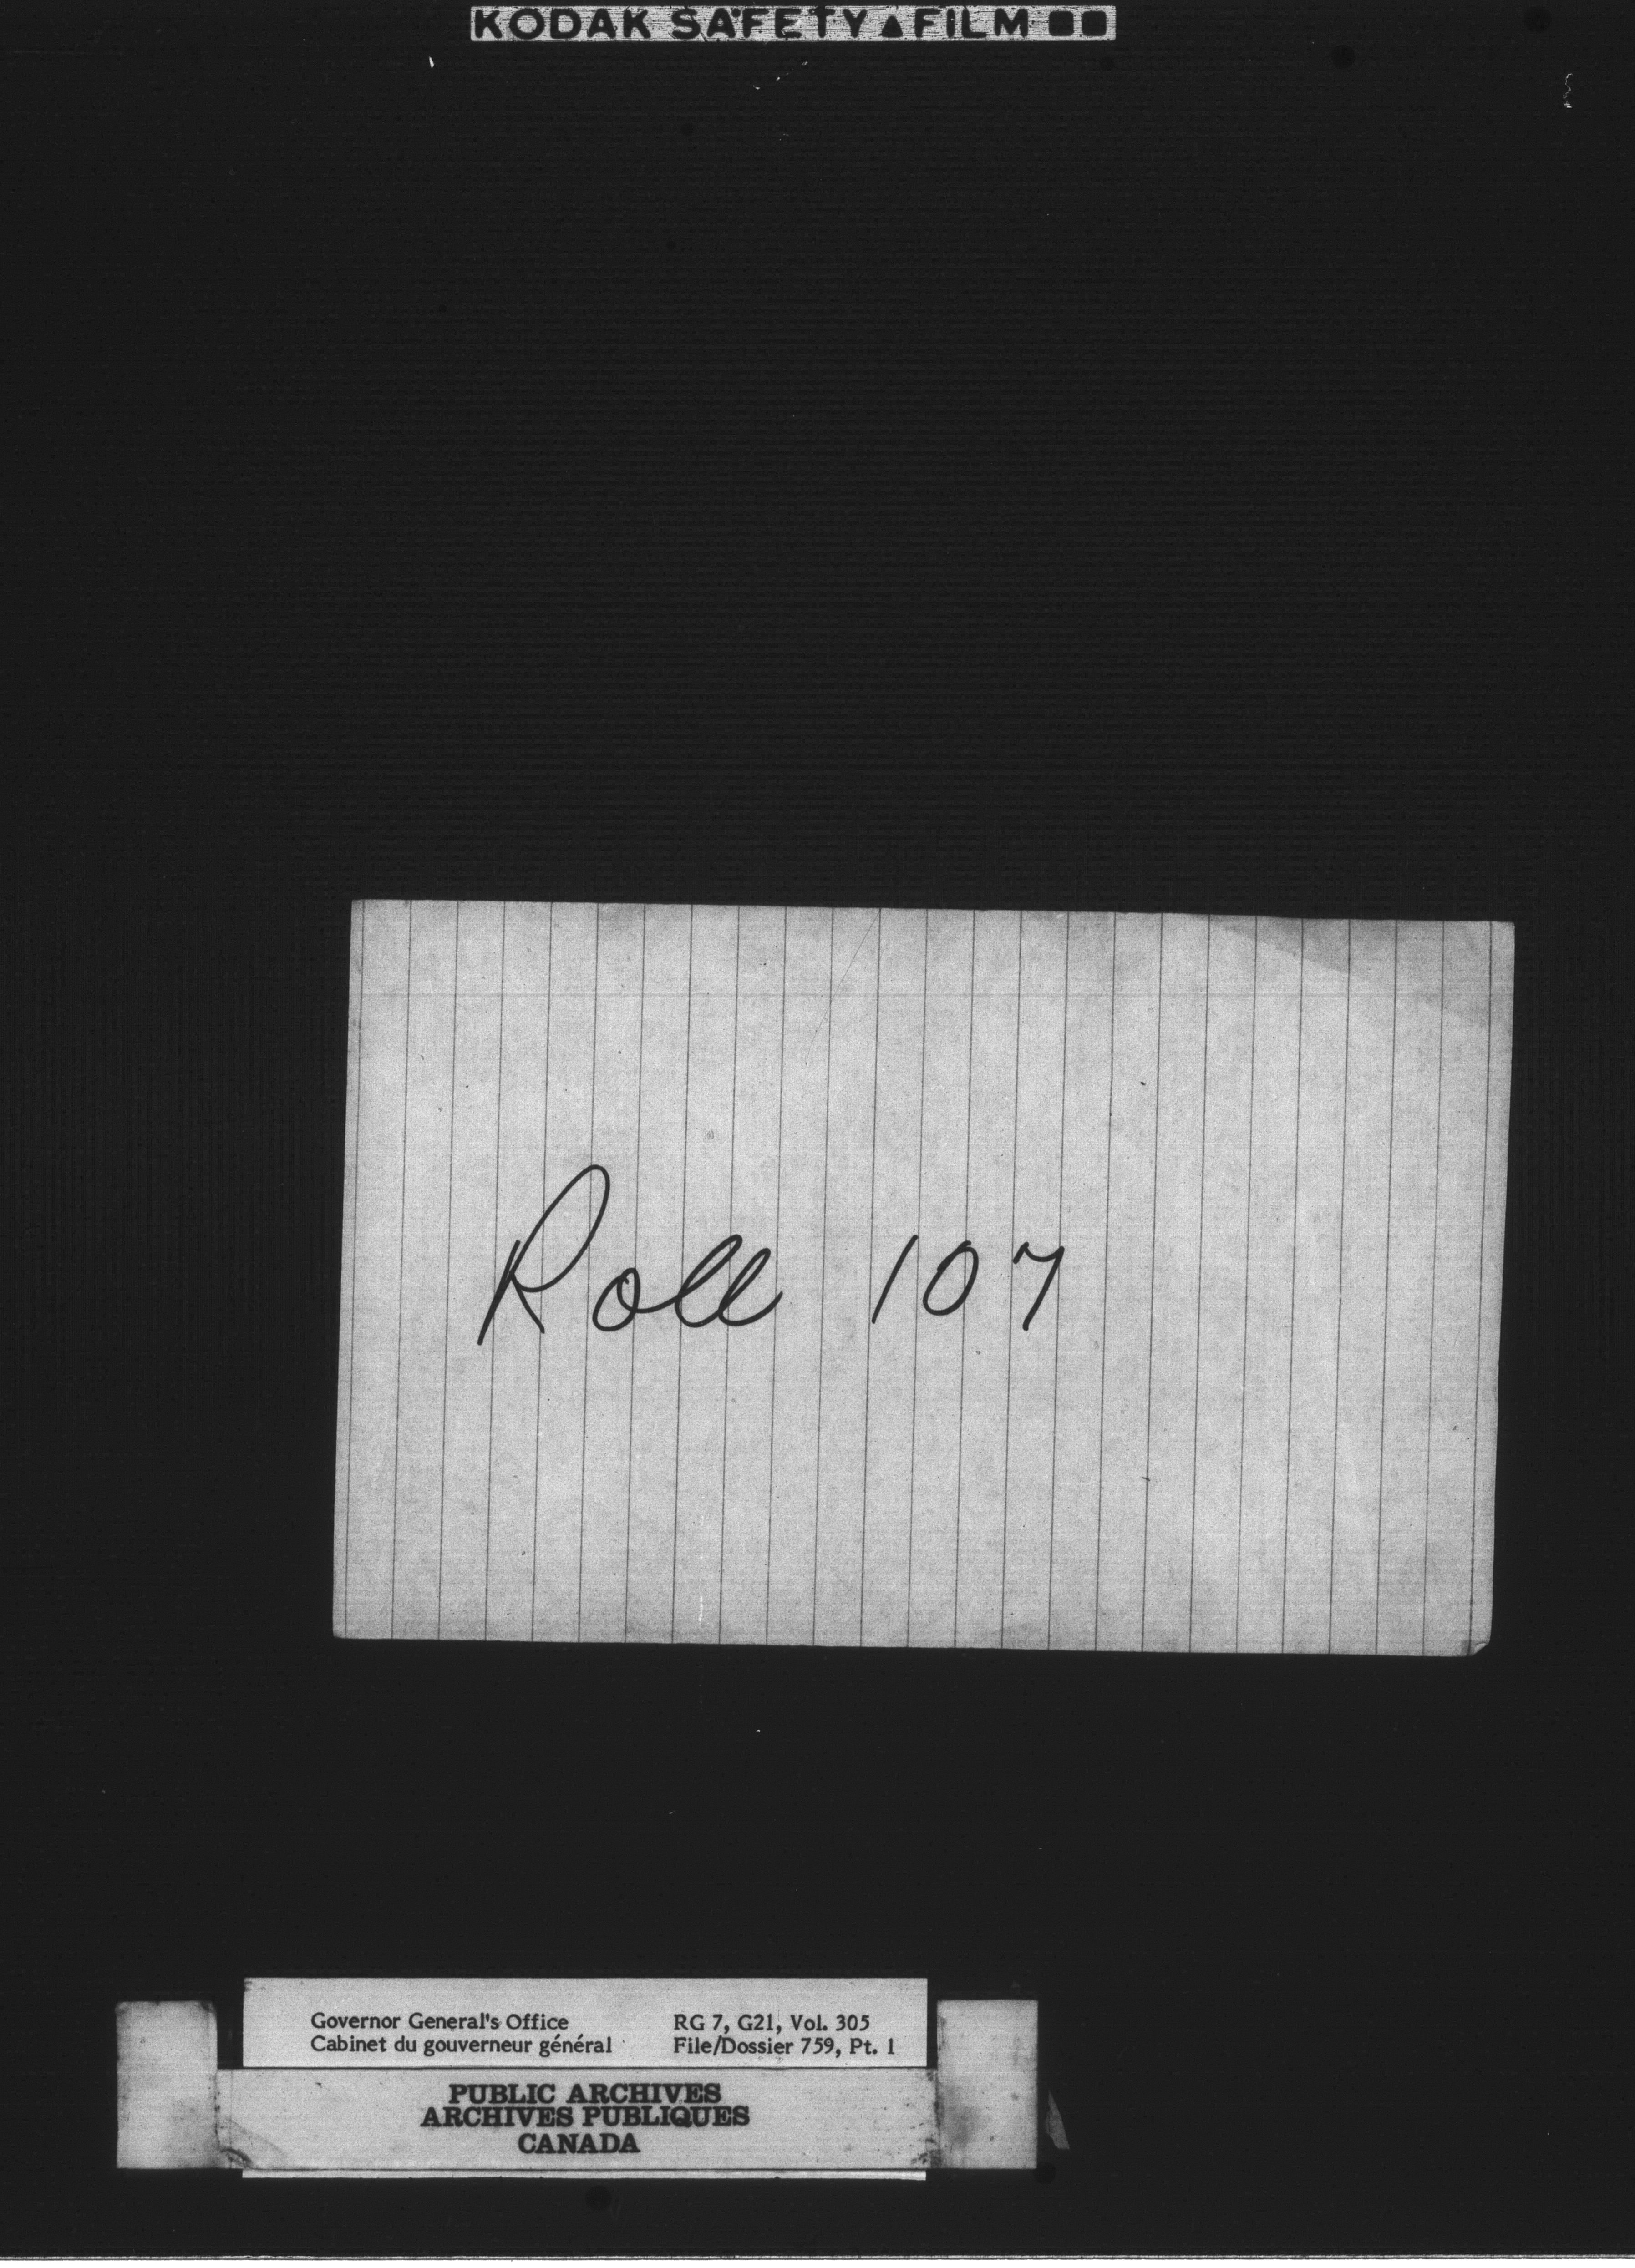 KODAK SAFETY ▲ FILM ■■
Roll 107
Governor General's Office
Cabinet du gouverneur général
RG 7, G21, Vol. 305
File/Dossier 759, Pt. 1
PUBLIC ARCHIVES
ARCHIVES PUBLIQUES
CANADA